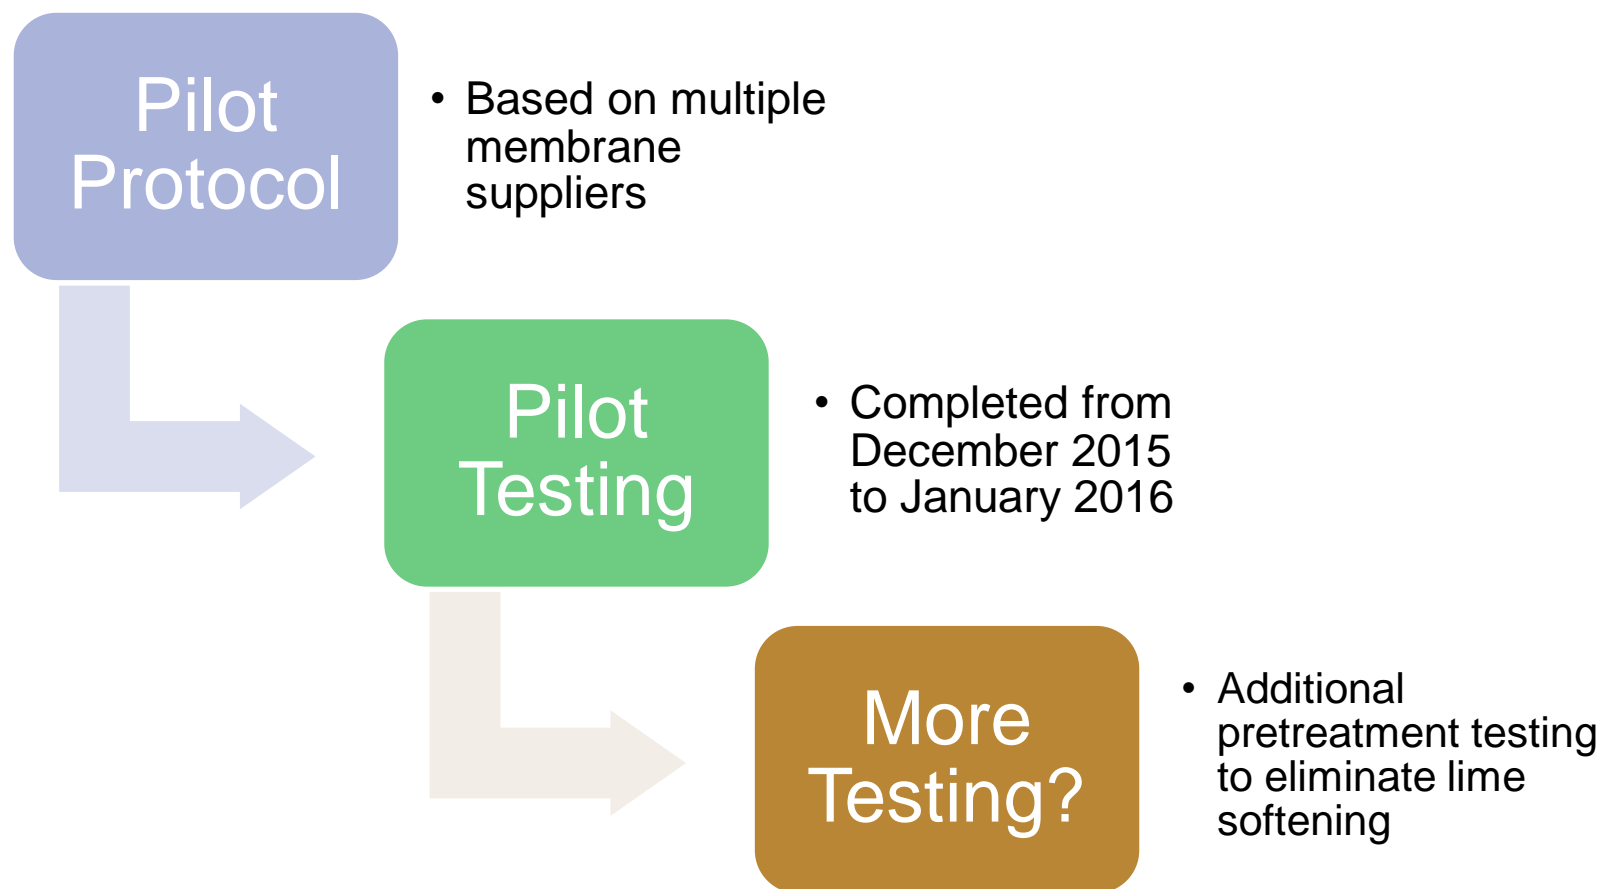 Pilot
Protocol
• Based on multiple
membrane
suppliers
Pilot
Testing
• Completed from
December 2015
to January 2016
More
Testing?
• Additional
pretreatment testing
to eliminate lime
softening